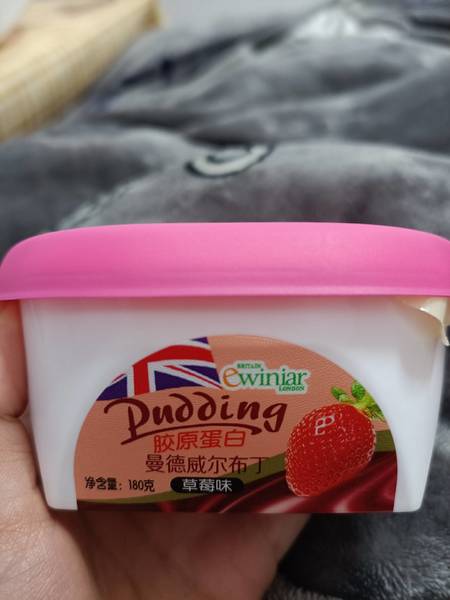 BRITAIN
ewiniar
LONDON
Pudding
胶原蛋白
曼德威尔布丁
净含量：180克
草莓味